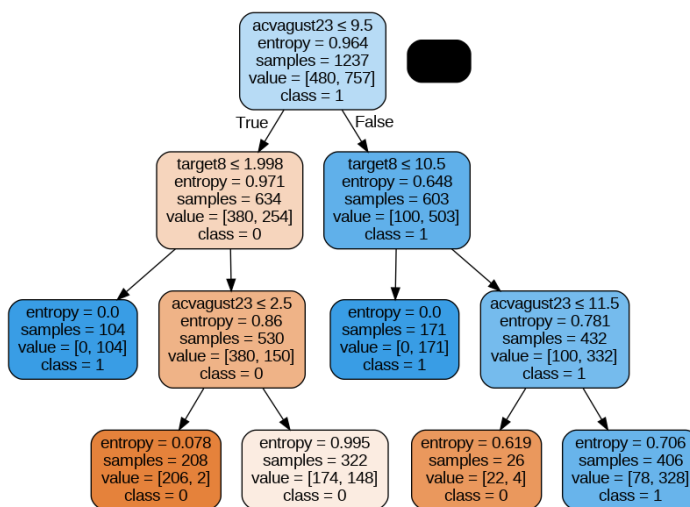 acvagust23 ≤ 9.5
entropy = 0.964
samples = 1237
value = [480, 757]
class = 1
True
False
target8 ≤ 1.998
entropy = 0.971
samples = 634
value = [380, 254]
class = 0
target8 ≤ 10.5
entropy = 0.648
samples = 603
value = [100, 503]
class = 1
entropy = 0.0
samples = 104
value = [0, 104]
class = 1
acvagust23 ≤ 2.5
entropy = 0.86
samples = 530
value = [380, 150]
class = 0
entropy = 0.0
samples = 171
value = [0, 171]
class = 1
acvagust23 ≤ 11.5
entropy = 0.781
samples = 432
value = [100, 332]
class = 1
entropy = 0.078
samples = 208
value = [206, 2]
class = 0
entropy = 0.995
samples = 322
value = [174, 148]
class = 0
entropy = 0.619
samples = 26
value = [22, 4]
class = 0
entropy = 0.706
samples = 406
value = [78, 328]
class = 1